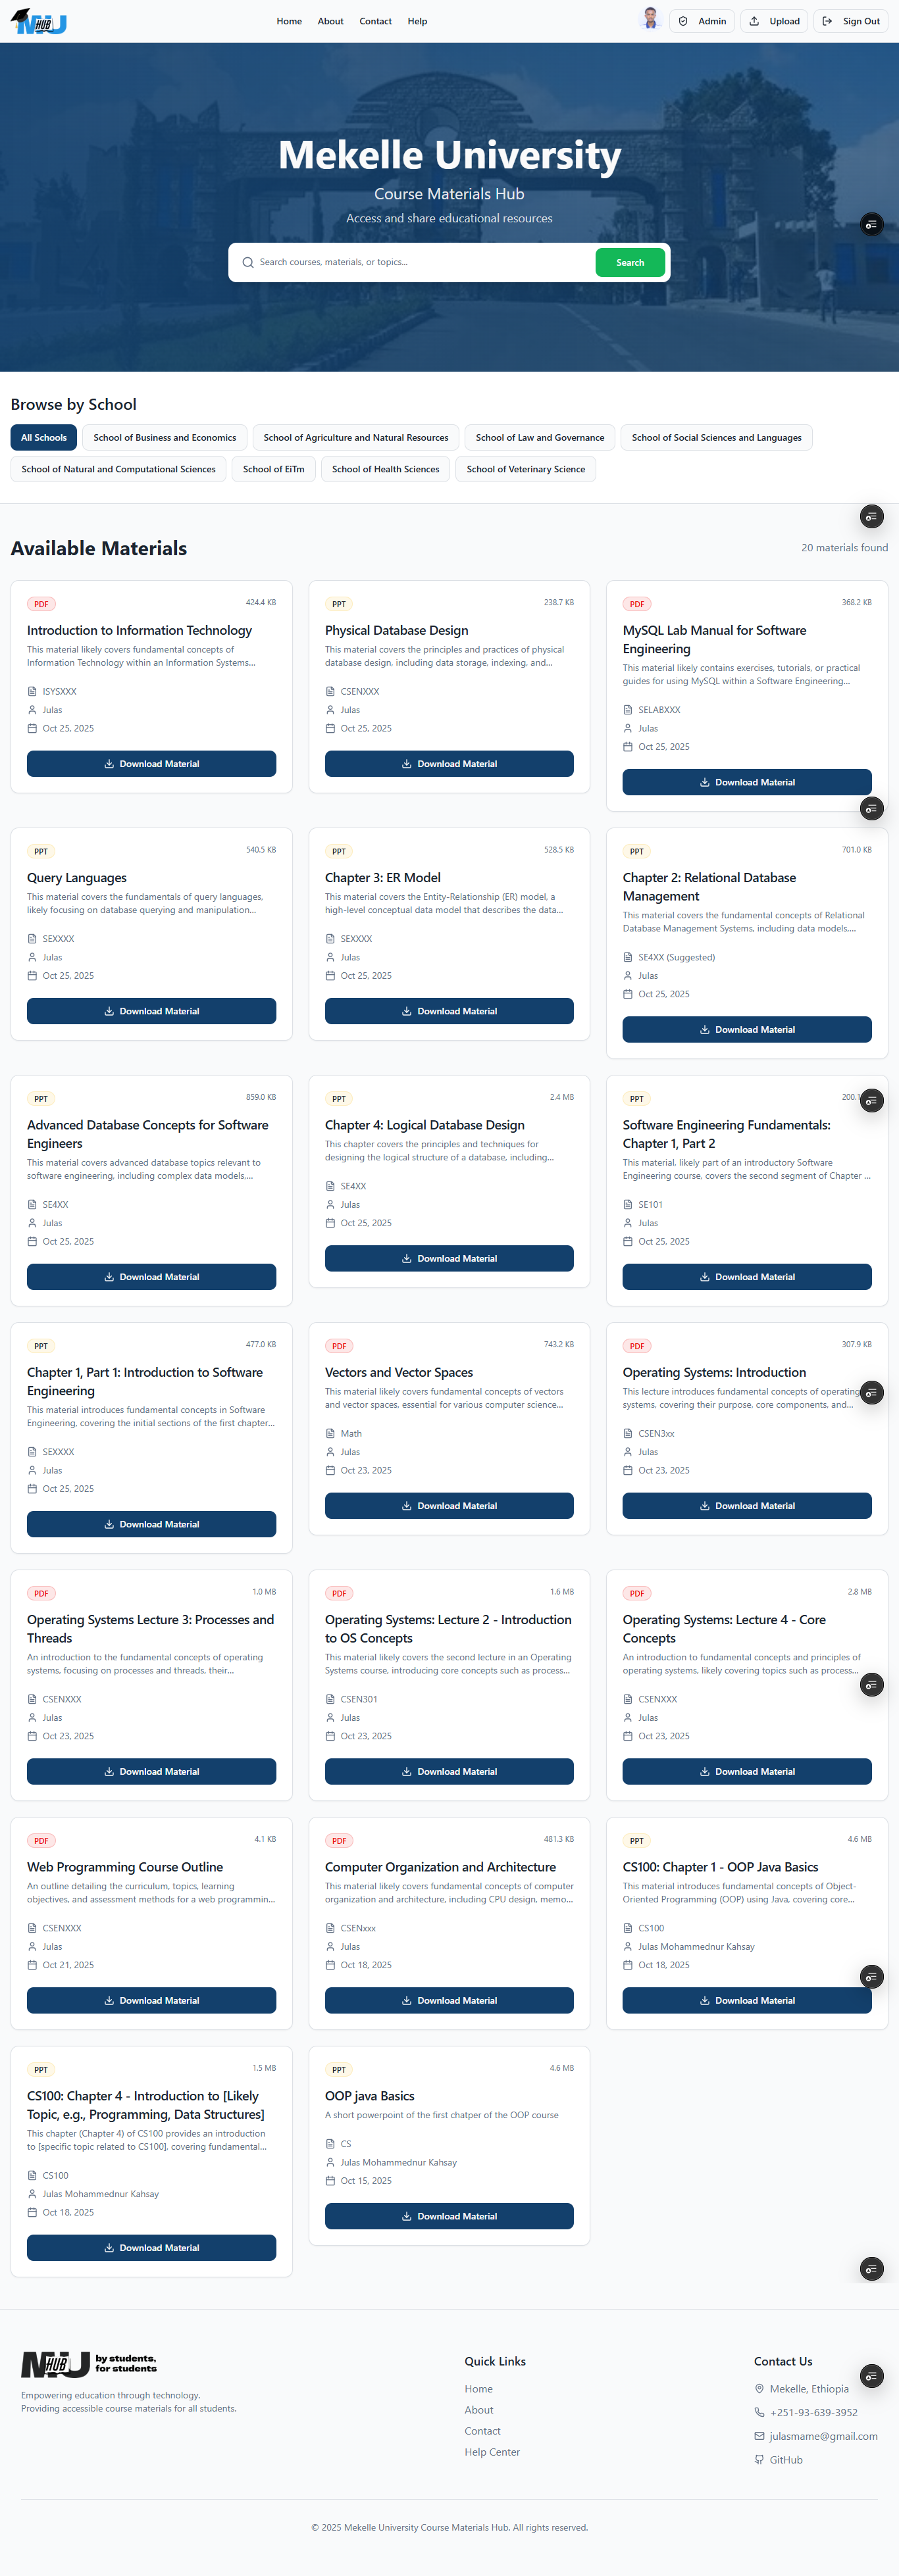 MU HUB
Home
About
Contact
Help
Admin
Upload
Sign Out
Mekelle University
Course Materials Hub
Access and share educational resources
Search courses, materials, or topics...
Search
Browse by School
All Schools
School of Business and Economics
School of Agriculture and Natural Resources
School of Law and Governance
School of Social Sciences and Languages
School of Natural and Computational Sciences
School of EiTm
School of Health Sciences
School of Veterinary Science
Available Materials
20 materials found
PDF
424.4 KB
Introduction to Information Technology
This material likely covers fundamental concepts of
Information Technology within an Information Systems...
ISYSXXX
Julas
Oct 25, 2025
Download Material
PPT
238.7 KB
Physical Database Design
This material covers the principles and practices of physical
database design, including data storage, indexing, and...
CSENXXX
Julas
Oct 25, 2025
Download Material
PDF
368.2 KB
MySQL Lab Manual for Software
Engineering
This material likely contains exercises, tutorials, or practical
guides for using MySQL within a Software Engineering...
SELABXXX
Julas
Oct 25, 2025
Download Material
PPT
540.5 KB
Query Languages
This material covers the fundamentals of query languages,
likely focusing on database querying and manipulation...
SEXXXX
Julas
Oct 25, 2025
Download Material
PPT
528.5 KB
Chapter 3: ER Model
This material covers the Entity-Relationship (ER) model, a
high-level conceptual data model that describes the data...
SEXXXX
Julas
Oct 25, 2025
Download Material
PPT
701.0 KB
Chapter 2: Relational Database
Management
This material covers the fundamental concepts of Relational
Database Management Systems, including data models,...
SE4XX (Suggested)
Julas
Oct 25, 2025
Download Material
PPT
859.0 KB
Advanced Database Concepts for Software
Engineers
This material covers advanced database topics relevant to
software engineering, including complex data models,...
SE4XX
Julas
Oct 25, 2025
Download Material
PPT
2.4 MB
Chapter 4: Logical Database Design
This chapter covers the principles and techniques for
designing the logical structure of a database, including...
SE4XX
Julas
Oct 25, 2025
Download Material
PPT
Software Engineering Fundamentals:
Chapter 1, Part 2
This material, likely part of an introductory Software
Engineering course, covers the second segment of Chapter ...
SE101
Julas
Oct 25, 2025
Download Material
PPT
477.0 KB
Chapter 1, Part 1: Introduction to Software
Engineering
This material introduces fundamental concepts in Software
Engineering, covering the initial sections of the first chapter...
SEXXXX
Julas
Oct 25, 2025
Download Material
PDF
743.2 KB
Vectors and Vector Spaces
This material likely covers fundamental concepts of vectors
and vector spaces, essential for various computer science...
Math
Julas
Oct 23, 2025
Download Material
PDF
307.9 KB
Operating Systems: Introduction
This lecture introduces fundamental concepts of operating
systems, covering their purpose, core components, and...
CSEN3xx
Julas
Oct 23, 2025
Download Material
PDF
1.0 MB
Operating Systems Lecture 3: Processes and
Threads
An introduction to the fundamental concepts of operating
systems, focusing on processes and threads, their...
CSENXXX
Julas
Oct 23, 2025
Download Material
PDF
1.6 MB
Operating Systems: Lecture 2 - Introduction
to OS Concepts
This material likely covers the second lecture in an Operating
Systems course, introducing core concepts such as process...
CSEN301
Julas
Oct 23, 2025
Download Material
PDF
2.8 MB
Operating Systems: Lecture 4 - Core
Concepts
An introduction to fundamental concepts and principles of
operating systems, likely covering topics such as process...
CSENXXX
Julas
Oct 23, 2025
Download Material
PDF
4.1 KB
Web Programming Course Outline
An outline detailing the curriculum, topics, learning
objectives, and assessment methods for a web programmin...
CSENXXX
Julas
Oct 21, 2025
Download Material
PDF
481.3 KB
Computer Organization and Architecture
This material likely covers fundamental concepts of computer
organization and architecture, including CPU design, memo...
CSENxxx
Julas
Oct 18, 2025
Download Material
PPT
4.6 MB
CS100: Chapter 1 - OOP Java Basics
This material introduces fundamental concepts of Object-
Oriented Programming (OOP) using Java, covering core...
CS100
Julas Mohammednur Kahsay
Oct 18, 2025
Download Material
PPT
1.5 MB
CS100: Chapter 4 - Introduction to [Likely
Topic, e.g., Programming, Data Structures]
This chapter (Chapter 4) of CS100 provides an introduction
to [specific topic related to CS100], covering fundamental...
CS100
Julas Mohammednur Kahsay
Oct 18, 2025
Download Material
PPT
4.6 MB
OOP java Basics
A short powerpoint of the first chatper of the OOP course
CS
Julas Mohammednur Kahsay
Oct 15, 2025
Download Material
MU HUB
by students,
for students
Empowering education through technology.
Providing accessible course materials for all students.
Quick Links
Home
About
Contact
Help Center
Contact Us
Mekelle, Ethiopia
+251-93-639-3952
julasmame@gmail.com
GitHub
© 2025 Mekelle University Course Materials Hub. All rights reserved.